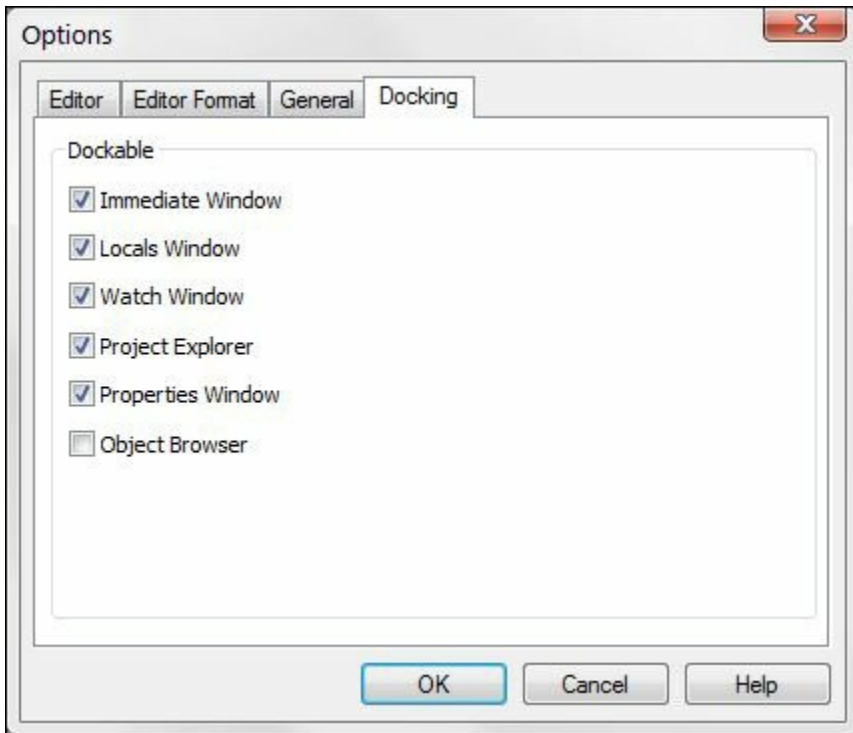 Options
Editor Editor Format General Docking
Dockable
Immediate Window
Locals Window
Watch Window
Project Explorer
Properties Window
Object Browser
OK Cancel Help